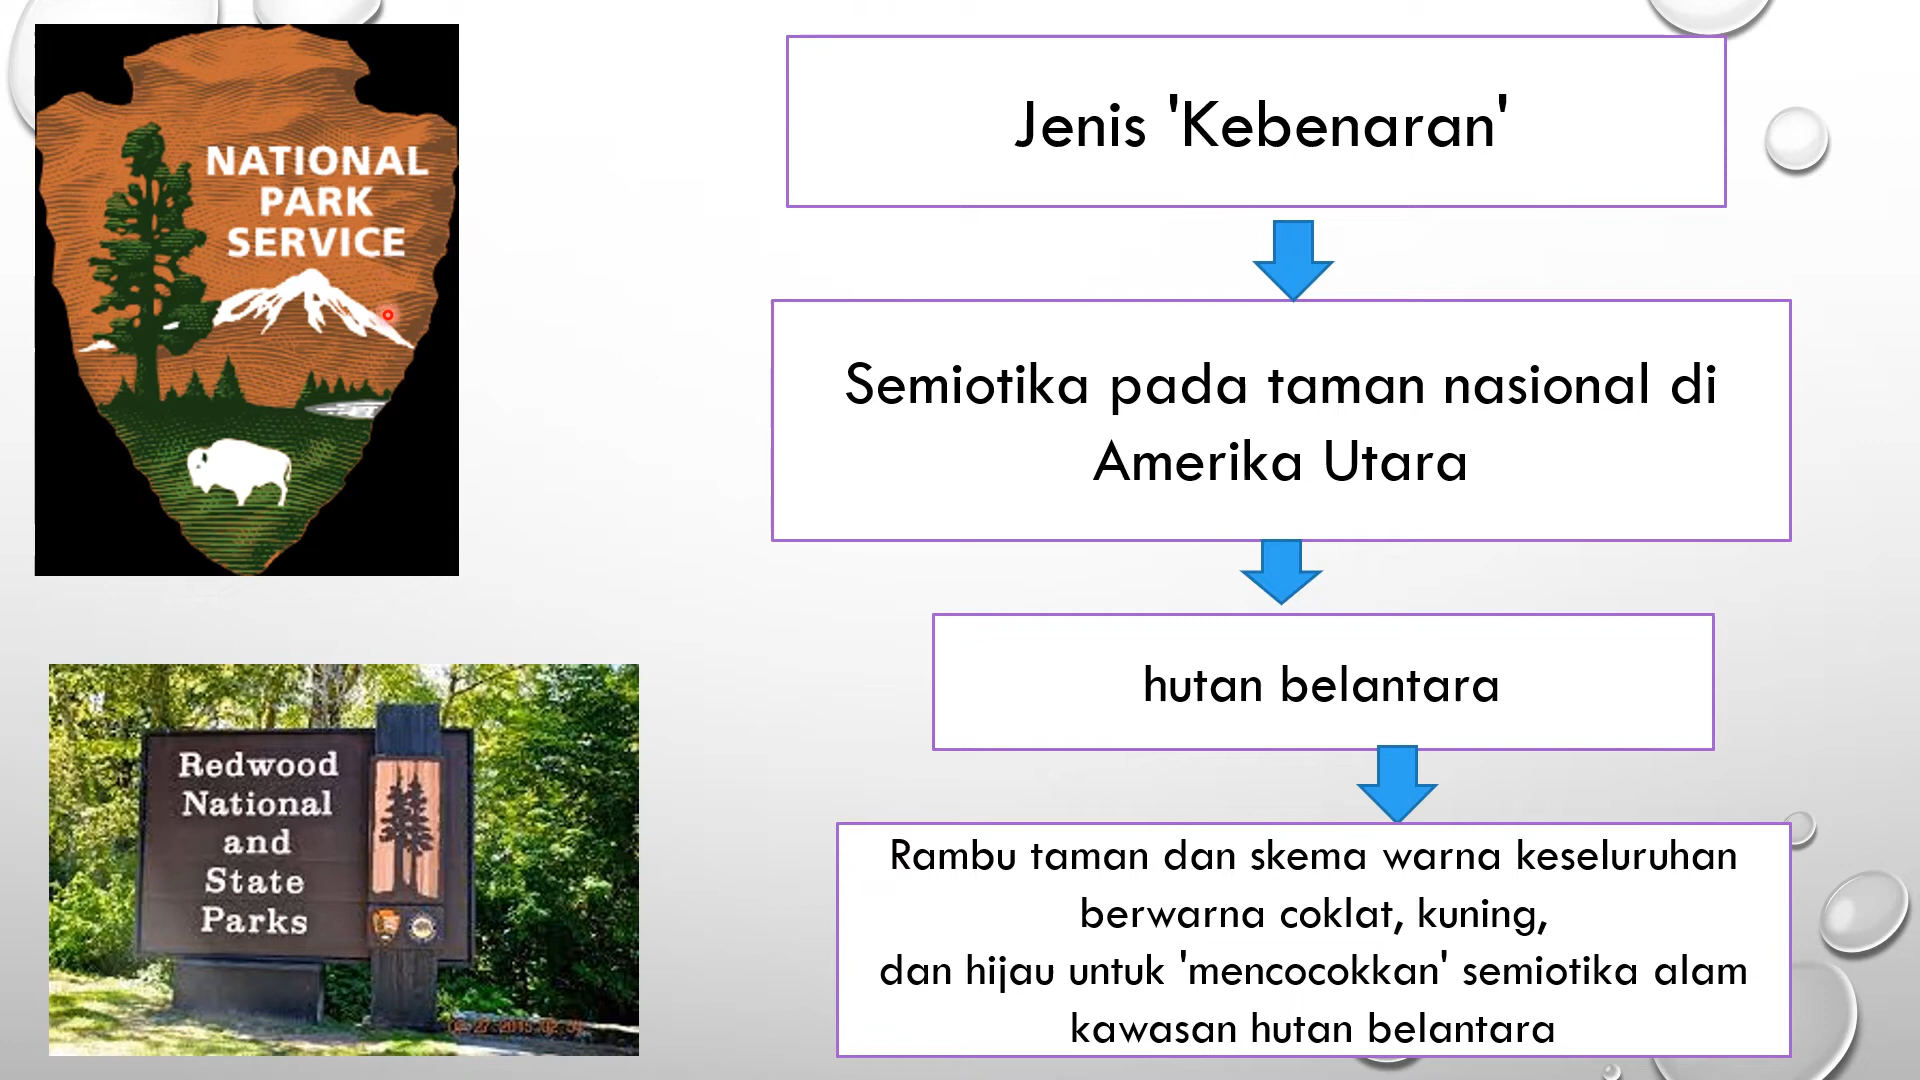 NATIONAL
PARK
SERVICE
Redwood
National
and
State
Parks
Jenis 'Kebenaran'
Semiotika pada taman nasional di
Amerika Utara
hutan belantara
Rambu taman dan skema warna keseluruhan
berwarna coklat, kuning,
dan hijau untuk 'mencocokkan' semiotika alam
kawasan hutan belantara